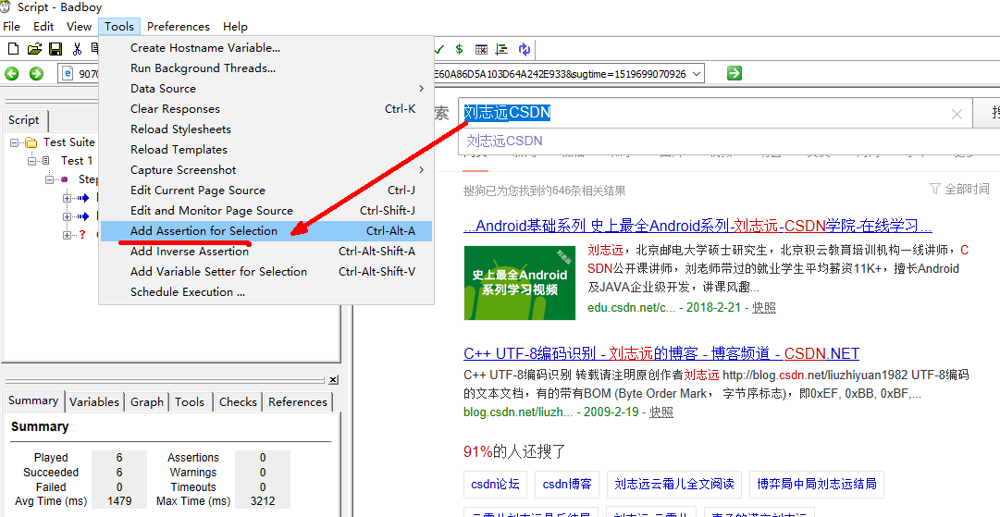 Script - Badboy
File Edit View Tools Preferences Help
9070
E60A86D5A103D64A242E933&sugtime=1519699070926
Create Hostname Variable...
Run Background Threads...
Data Source
Clear Responses Ctrl-K
Reload Stylesheets
Reload Templates
Capture Screenshot
Edit Current Page Source Ctrl-J
Edit and Monitor Page Source Ctrl-Shift-J
Add Assertion for Selection Ctrl-Alt-A
Add Inverse Assertion Ctrl-Alt-Shift-A
Add Variable Setter for Selection Ctrl-Alt-Shift-V
Schedule Execution ...
Script
Test Suite
Test 1
Step
索 刘志远CSDN
刘志远CSDN
搜狗已为您找到约646条相关结果 全部时间
...Android基础系列 史上最全Android系列-刘志远-CSDN学院-在线学习...
史上最全Android
系列学习视频
刘志远
刘志远，北京邮电大学硕士研究生，北京积云教育培训机构一线讲师，C
SDN公开课讲师，刘老师带过的就业学生平均薪资11K+，擅长Android
及JAVA企业级开发，讲课风趣...
edu.csdn.net/c... - 2018-2-21 - 快照
C++ UTF-8编码识别 - 刘志远的博客 - 博客频道 - CSDN.NET
C++ UTF-8编码识别 转载请注明原创作者刘志远 http://blog.csdn.net/liuzhiyuan1982 UTF-8编码
的文本文档，有的带有BOM (Byte Order Mark， 字节序标志)，即0xEF, 0xBB, 0xBF,...
blog.csdn.net/liuzh... - 2009-2-19 - 快照
91%的人还搜了
csdn论坛 csdn博客 刘志远云霜儿全文阅读 博弈局中局刘志远结局
Summary Variables Graph Tools Checks References
Summary
Played 6 Assertions 0
Succeeded 6 Warnings 0
Failed 0 Timeouts 0
Avg Time (ms) 1479 Max Time (ms) 3212